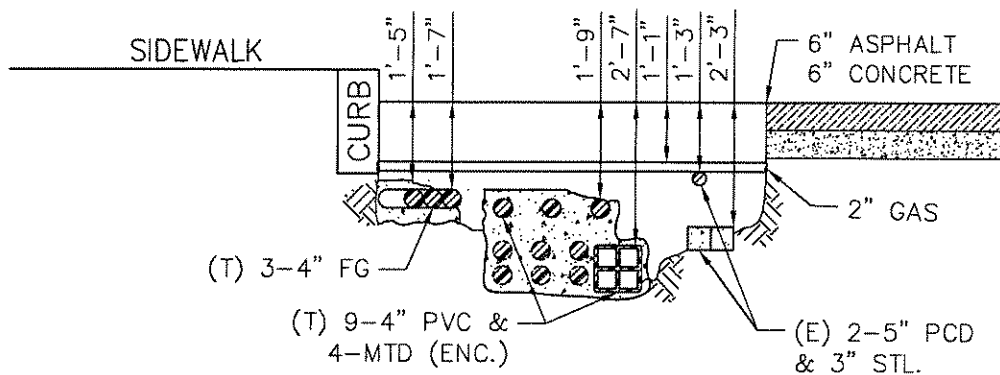 SIDEWALK
CURB
1'-5"
1'-7"
1'-9"
2'-7"
1'-1"
1'-3"
2'-3"
6" ASPHALT
6" CONCRETE
2" GAS
(T) 3-4" FG
(T) 9-4" PVC &
4-MTD (ENC.)
(E) 2-5" PCD
& 3" STL.